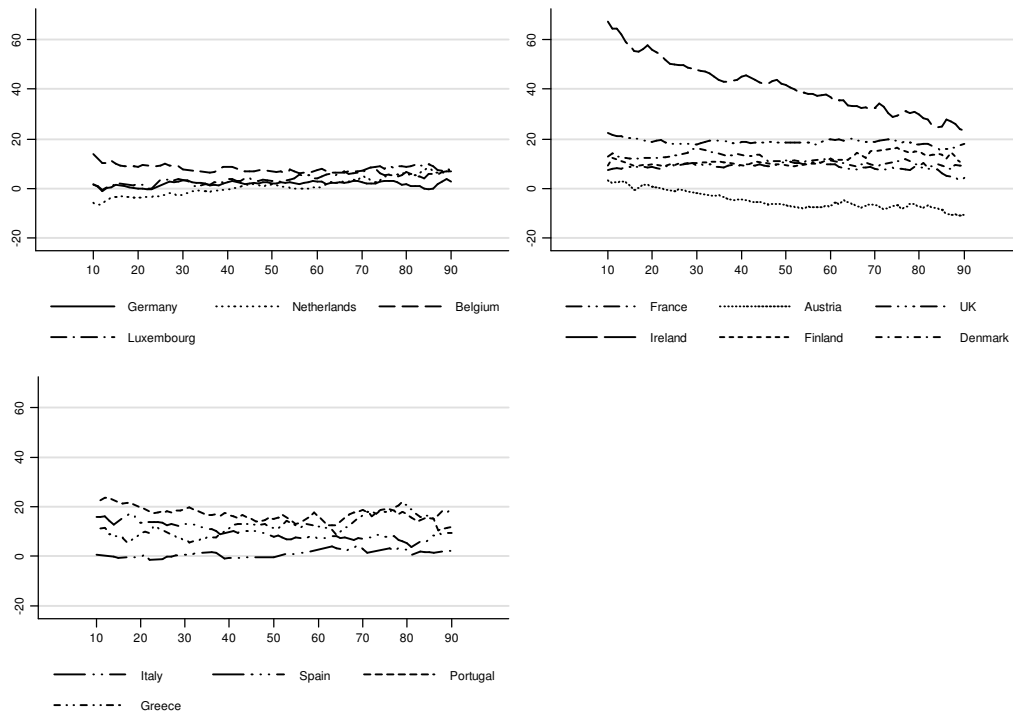 60
40
20
0
-20
10 20 30 40 50 60 70 80 90
Germany Netherlands Belgium
Luxembourg
60
40
20
0
-20
10 20 30 40 50 60 70 80 90
France Austria UK
Ireland Finland Denmark
60
40
20
0
-20
10 20 30 40 50 60 70 80 90
Italy Spain Portugal
Greece